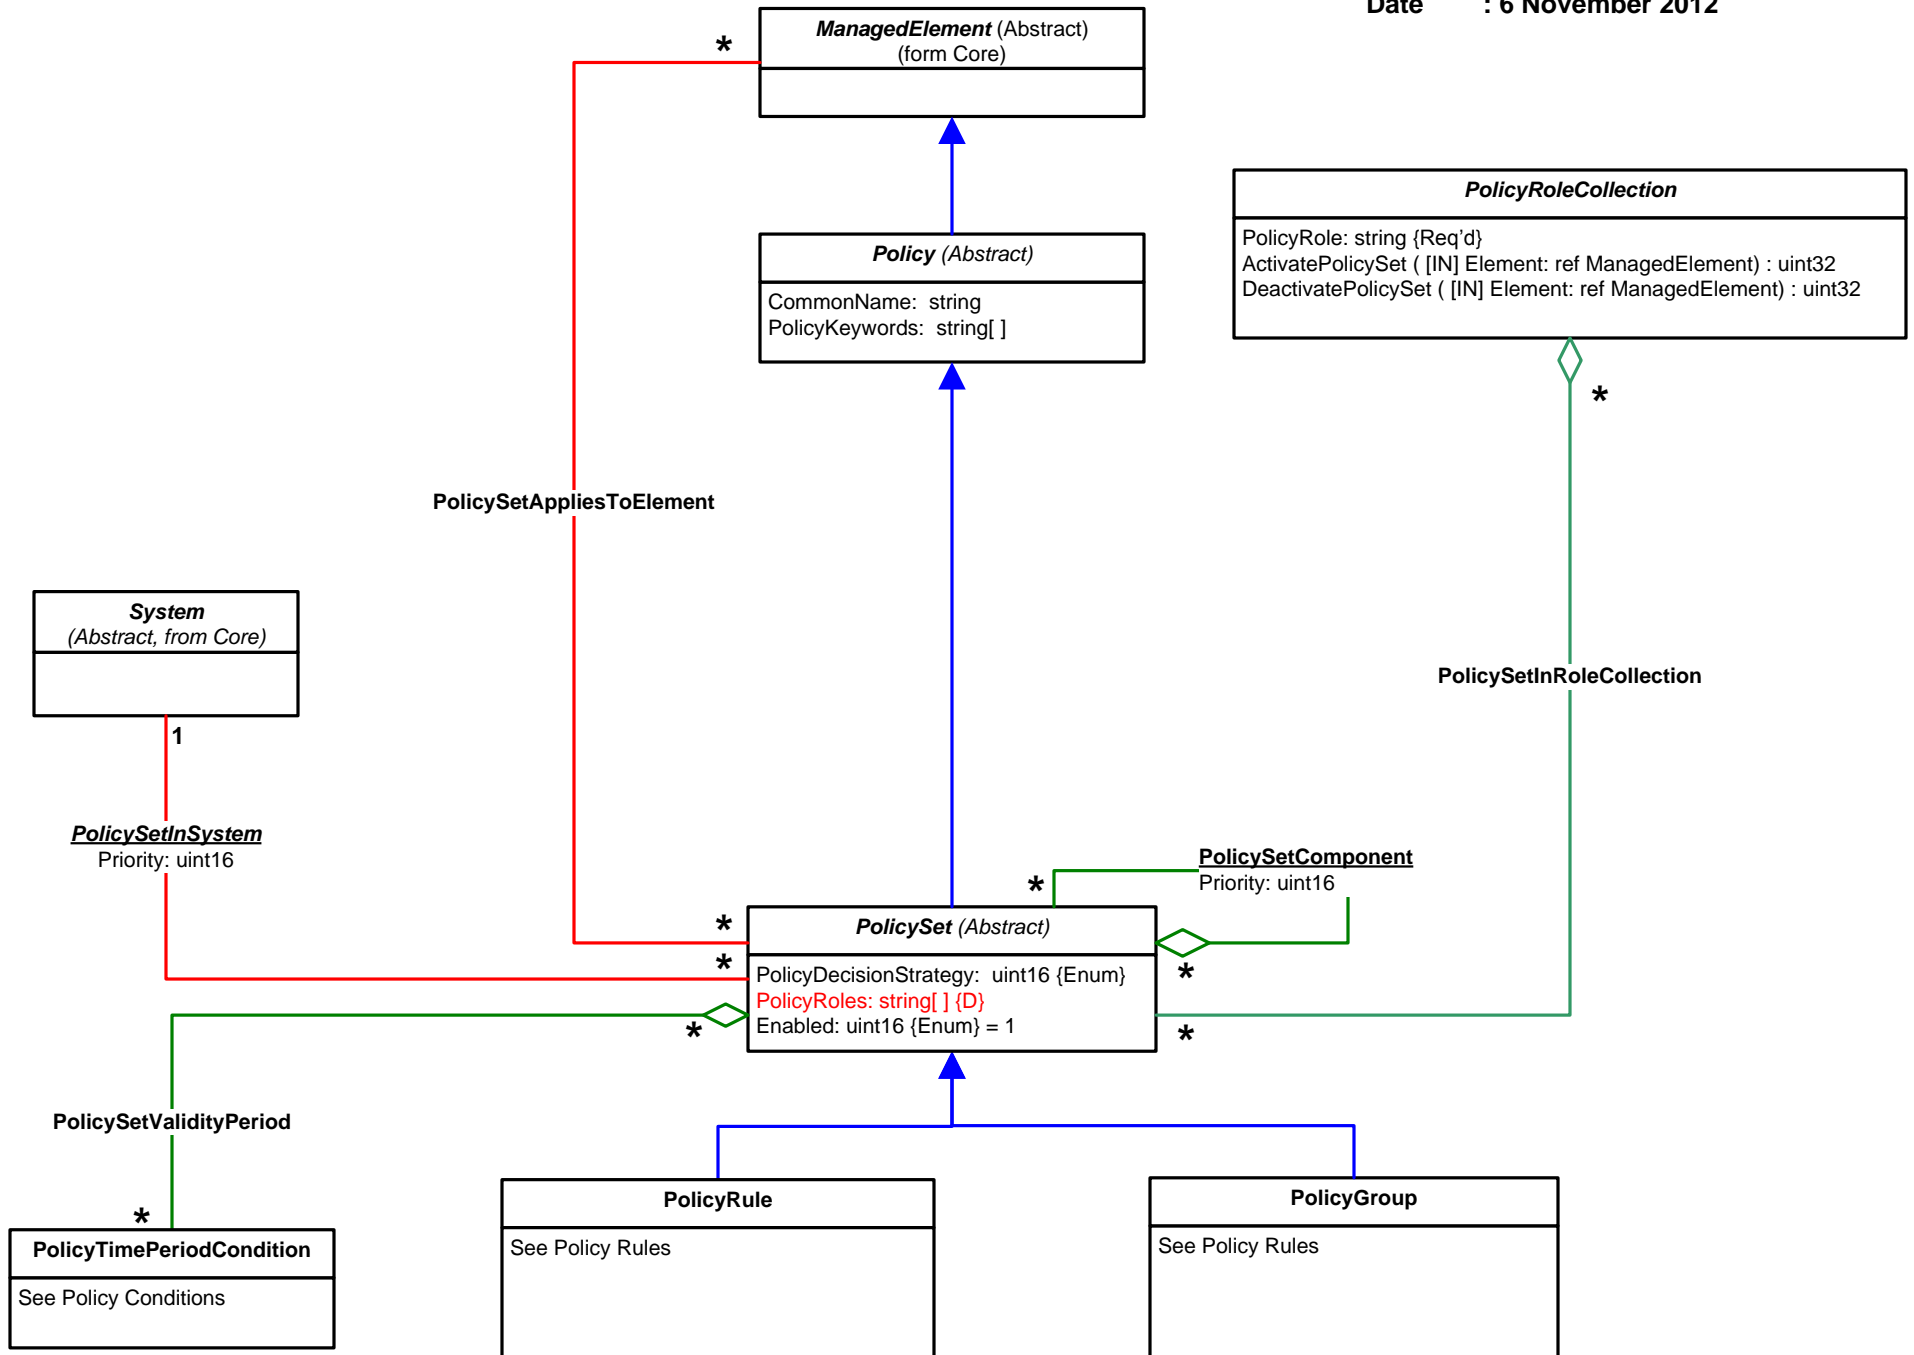 Date : 6 November 2012
ManagedElement (Abstract)
(form Core)
*
PolicyRoleCollection
PolicyRole: string {Req'd}
ActivatePolicySet ( [IN] Element: ref ManagedElement) : uint32
DeactivatePolicySet ( [IN] Element: ref ManagedElement) : uint32
*
Policy (Abstract)
CommonName: string
PolicyKeywords: string[ ]
PolicySetAppliesToElement
System
(Abstract, from Core)
1
PolicySetInRoleCollection
PolicySetInSystem
Priority: uint16
PolicySetComponent
Priority: uint16
*
*
*
PolicySet (Abstract)
PolicyDecisionStrategy: uint16 {Enum}
PolicyRoles: string[ ] {D}
Enabled: uint16 {Enum} = 1
*
*
*
PolicySetValidityPeriod
*
PolicyTimePeriodCondition
See Policy Conditions
PolicyRule
See Policy Rules
PolicyGroup
See Policy Rules